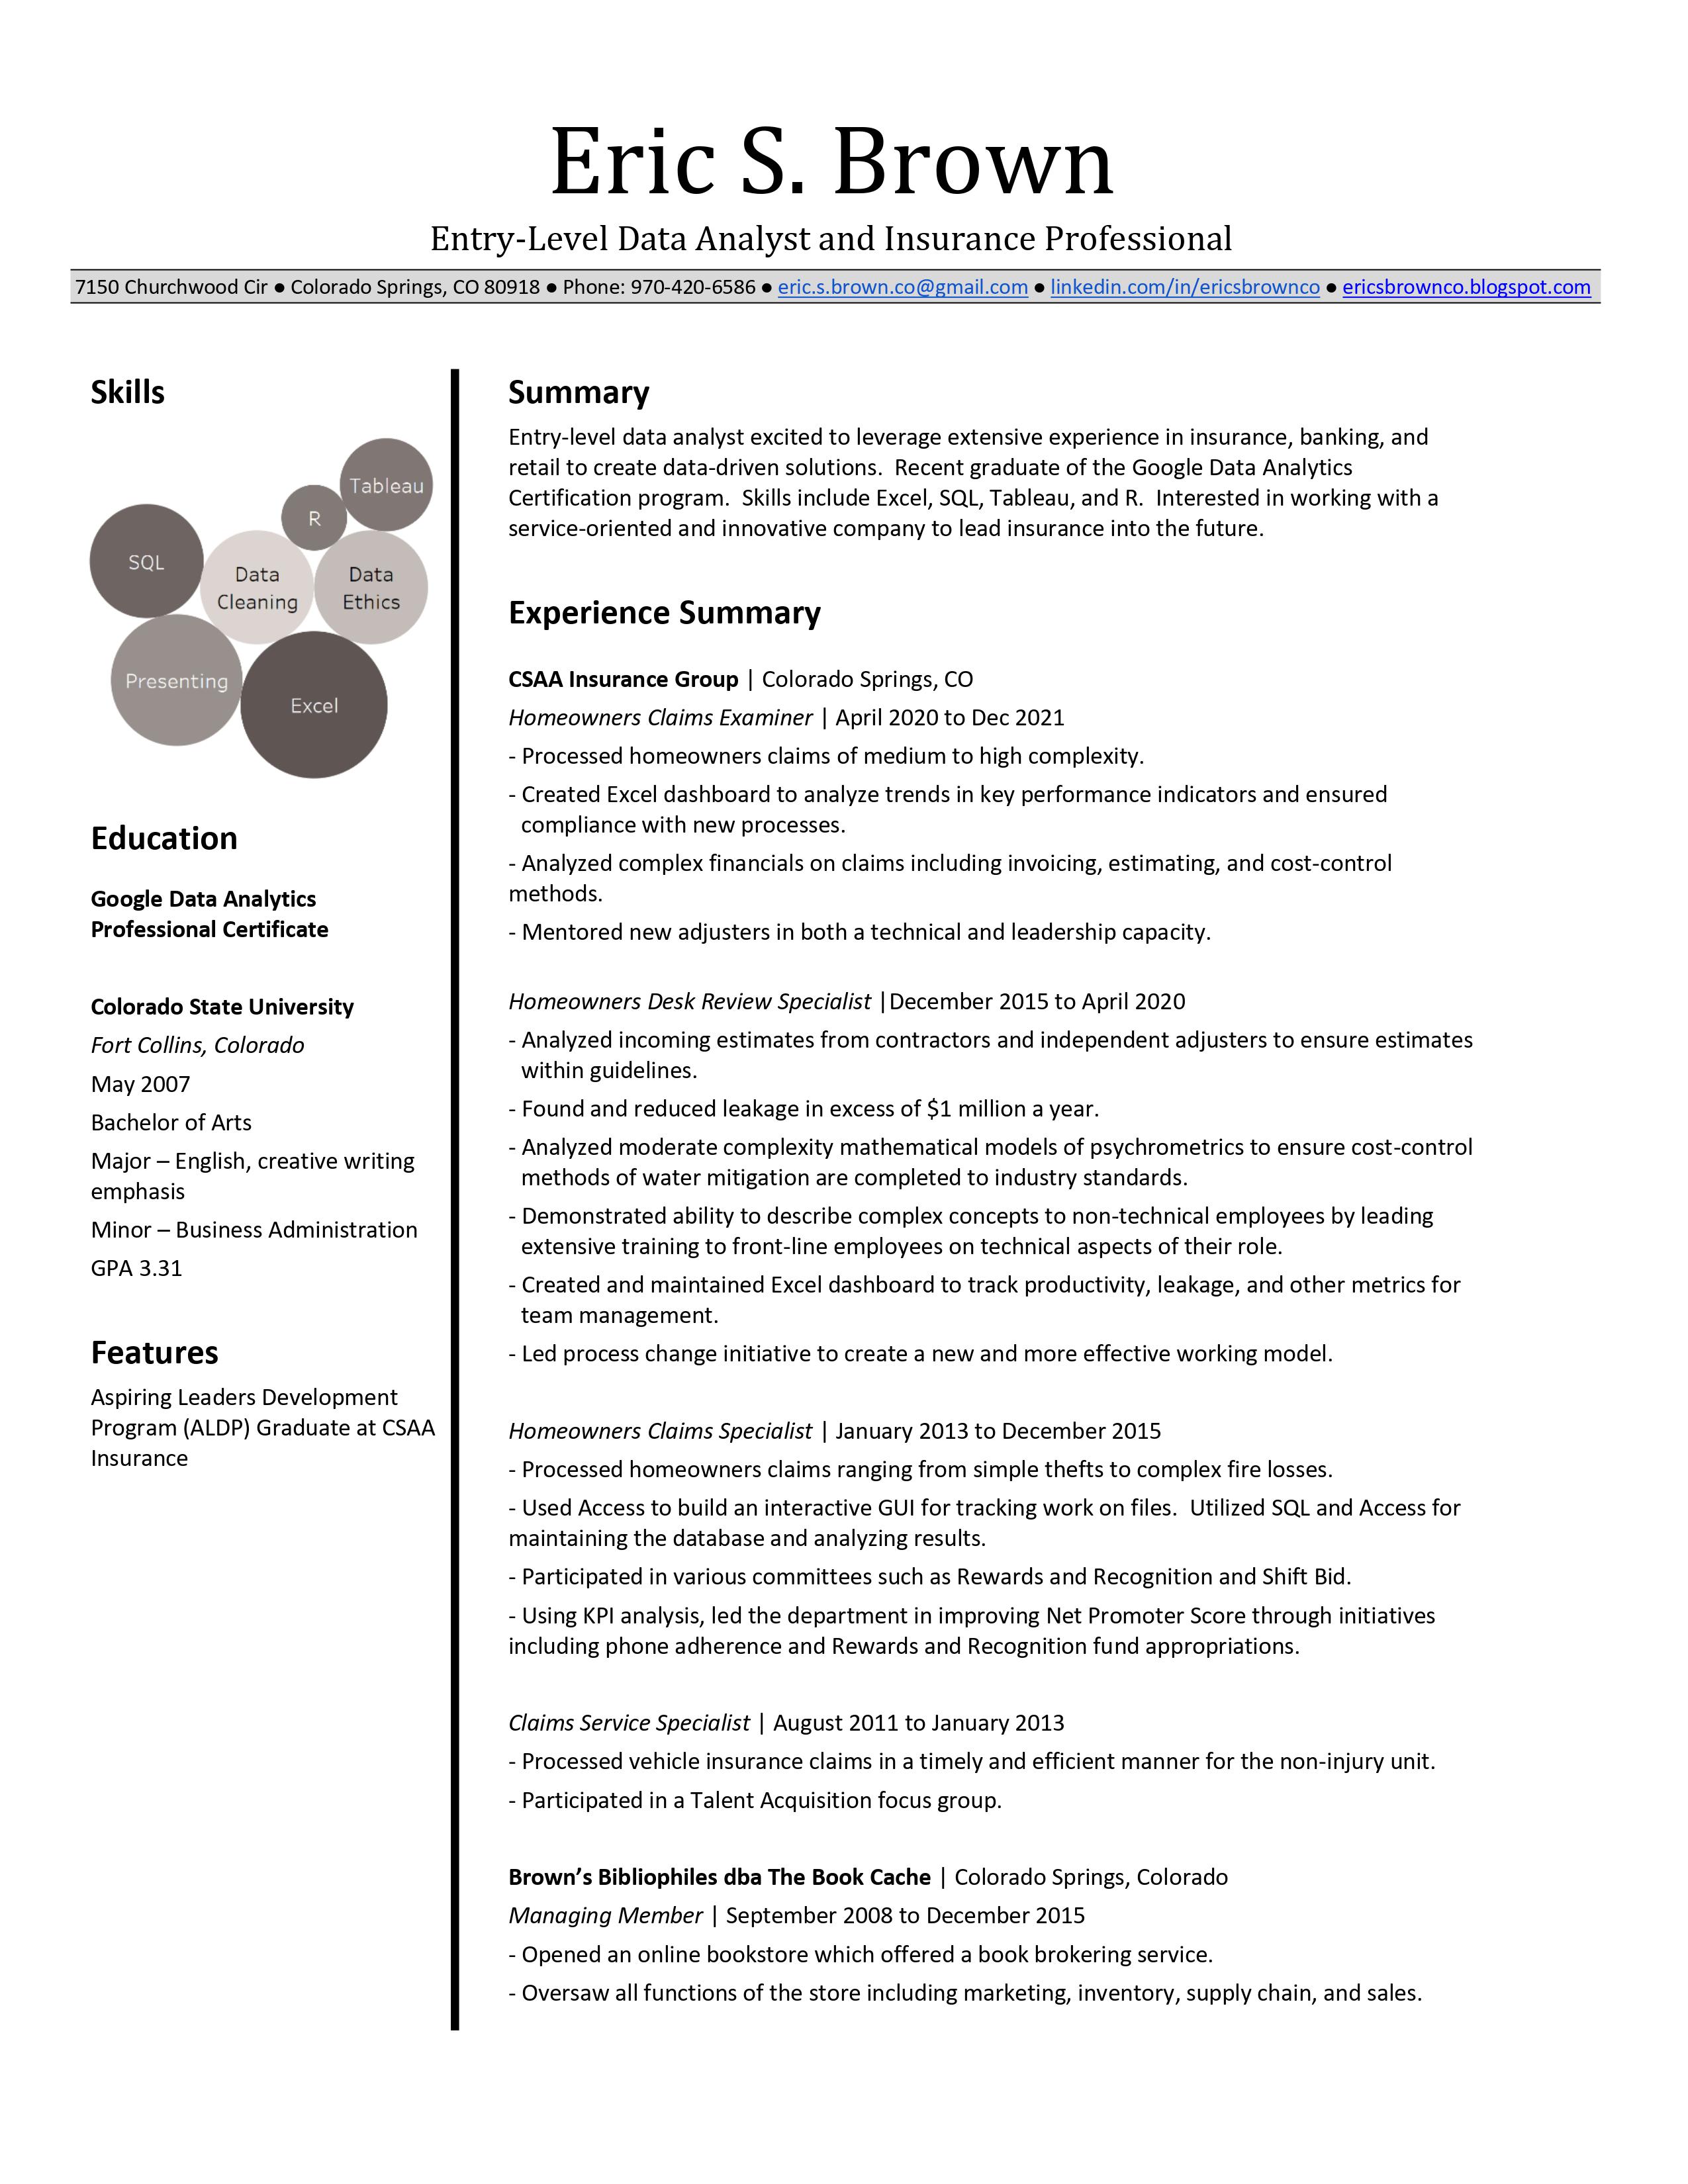 Eric S. Brown
Entry-Level Data Analyst and Insurance Professional
7150 Churchwood Cir ● Colorado Springs, CO 80918 ● Phone: 970-420-6586 ● eric.s.brown.co@gmail.com ● linkedin.com/in/ericsbrownco ● ericsbrownco.blogspot.com
Skills
Tableau
R
SQL
Data
Cleaning
Data
Ethics
Presenting
Excel
Education
Google Data Analytics
Professional Certificate
Colorado State University
Fort Collins, Colorado
May 2007
Bachelor of Arts
Major – English, creative writing
emphasis
Minor – Business Administration
GPA 3.31
Features
Aspiring Leaders Development
Program (ALDP) Graduate at CSAA
Insurance
Summary
Entry-level data analyst excited to leverage extensive experience in insurance, banking, and
retail to create data-driven solutions.  Recent graduate of the Google Data Analytics
Certification program.  Skills include Excel, SQL, Tableau, and R.  Interested in working with a
service-oriented and innovative company to lead insurance into the future.
Experience Summary
CSAA Insurance Group | Colorado Springs, CO
Homeowners Claims Examiner | April 2020 to Dec 2021
- Processed homeowners claims of medium to high complexity.
- Created Excel dashboard to analyze trends in key performance indicators and ensured
compliance with new processes.
- Analyzed complex financials on claims including invoicing, estimating, and cost-control
methods.
- Mentored new adjusters in both a technical and leadership capacity.
Homeowners Desk Review Specialist |December 2015 to April 2020
- Analyzed incoming estimates from contractors and independent adjusters to ensure estimates
within guidelines.
- Found and reduced leakage in excess of $1 million a year.
- Analyzed moderate complexity mathematical models of psychrometrics to ensure cost-control
methods of water mitigation are completed to industry standards.
- Demonstrated ability to describe complex concepts to non-technical employees by leading
extensive training to front-line employees on technical aspects of their role.
- Created and maintained Excel dashboard to track productivity, leakage, and other metrics for
team management.
- Led process change initiative to create a new and more effective working model.
Homeowners Claims Specialist | January 2013 to December 2015
- Processed homeowners claims ranging from simple thefts to complex fire losses.
- Used Access to build an interactive GUI for tracking work on files.  Utilized SQL and Access for
maintaining the database and analyzing results.
- Participated in various committees such as Rewards and Recognition and Shift Bid.
- Using KPI analysis, led the department in improving Net Promoter Score through initiatives
including phone adherence and Rewards and Recognition fund appropriations.
Claims Service Specialist | August 2011 to January 2013
- Processed vehicle insurance claims in a timely and efficient manner for the non-injury unit.
- Participated in a Talent Acquisition focus group.
Brown’s Bibliophiles dba The Book Cache | Colorado Springs, Colorado
Managing Member | September 2008 to December 2015
- Opened an online bookstore which offered a book brokering service.
- Oversaw all functions of the store including marketing, inventory, supply chain, and sales.